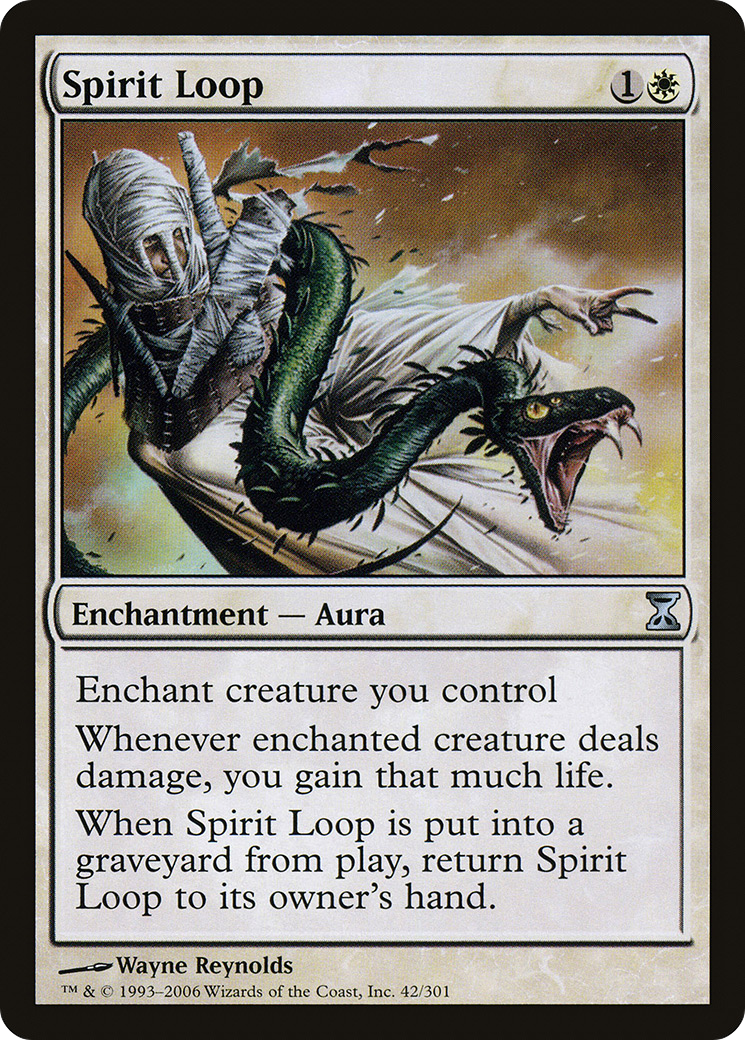 Spirit Loop 1
Enchantment — Aura
Enchant creature you control
Whenever enchanted creature deals
damage, you gain that much life.
When Spirit Loop is put into a
graveyard from play, return Spirit
Loop to its owner's hand.
Wayne Reynolds
™ & © 1993–2006 Wizards of the Coast, Inc. 42/301